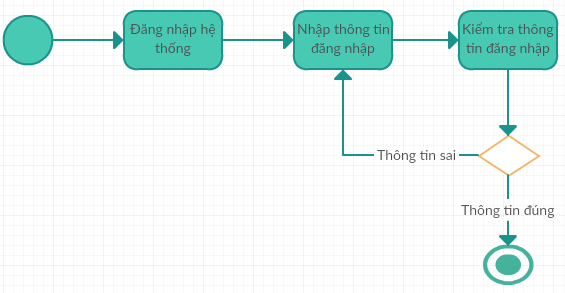 Đăng nhập hệ
thống
Nhập thông tin
đăng nhập
Kiểm tra thông
tin đăng nhập
Thông tin sai
Thông tin đúng